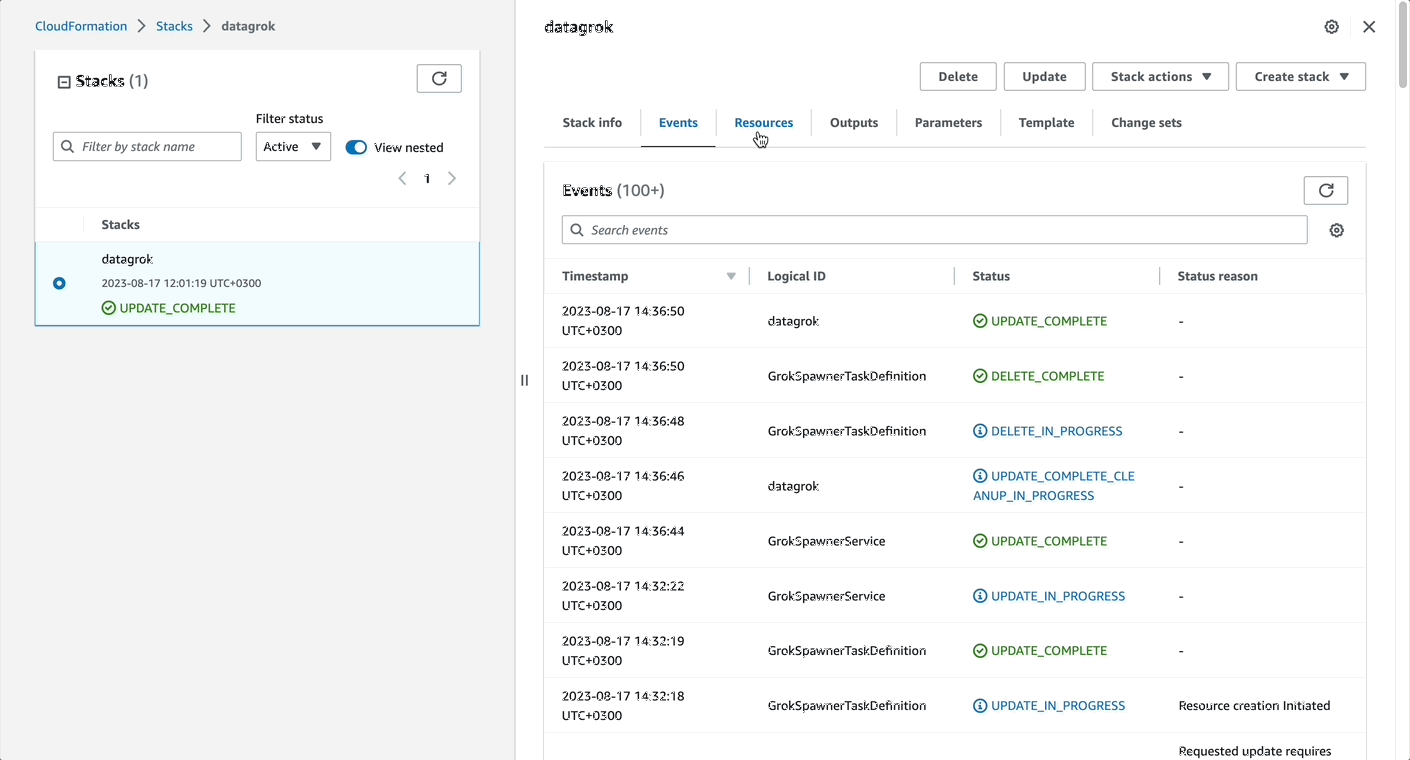 CloudFormation > Stacks > datagrok
Stacks (1)
Filter status
Filter by stack name
Active
View nested
1
Stacks
datagrok
2023-08-17 12:01:19 UTC+0300
UPDATE_COMPLETE
datagrok
Delete
Update
Stack actions
Create stack
Stack info
Events
Resources
Outputs
Parameters
Template
Change sets
Events (100+)
Search events
Timestamp
Logical ID
Status
Status reason
2023-08-17 14:36:50
UTC+0300
datagrok
UPDATE_COMPLETE
-
2023-08-17 14:36:50
UTC+0300
GrokSpawnerTaskDefinition
DELETE_COMPLETE
-
2023-08-17 14:36:48
UTC+0300
GrokSpawnerTaskDefinition
DELETE_IN_PROGRESS
-
2023-08-17 14:36:46
UTC+0300
datagrok
UPDATE_COMPLETE_CLE
ANUP_IN_PROGRESS
-
2023-08-17 14:36:44
UTC+0300
GrokSpawnerService
UPDATE_COMPLETE
-
2023-08-17 14:32:22
UTC+0300
GrokSpawnerService
UPDATE_IN_PROGRESS
-
2023-08-17 14:32:19
UTC+0300
GrokSpawnerTaskDefinition
UPDATE_COMPLETE
-
2023-08-17 14:32:18
UTC+0300
GrokSpawnerTaskDefinition
UPDATE_IN_PROGRESS
Resource creation Initiated
Requested update requires